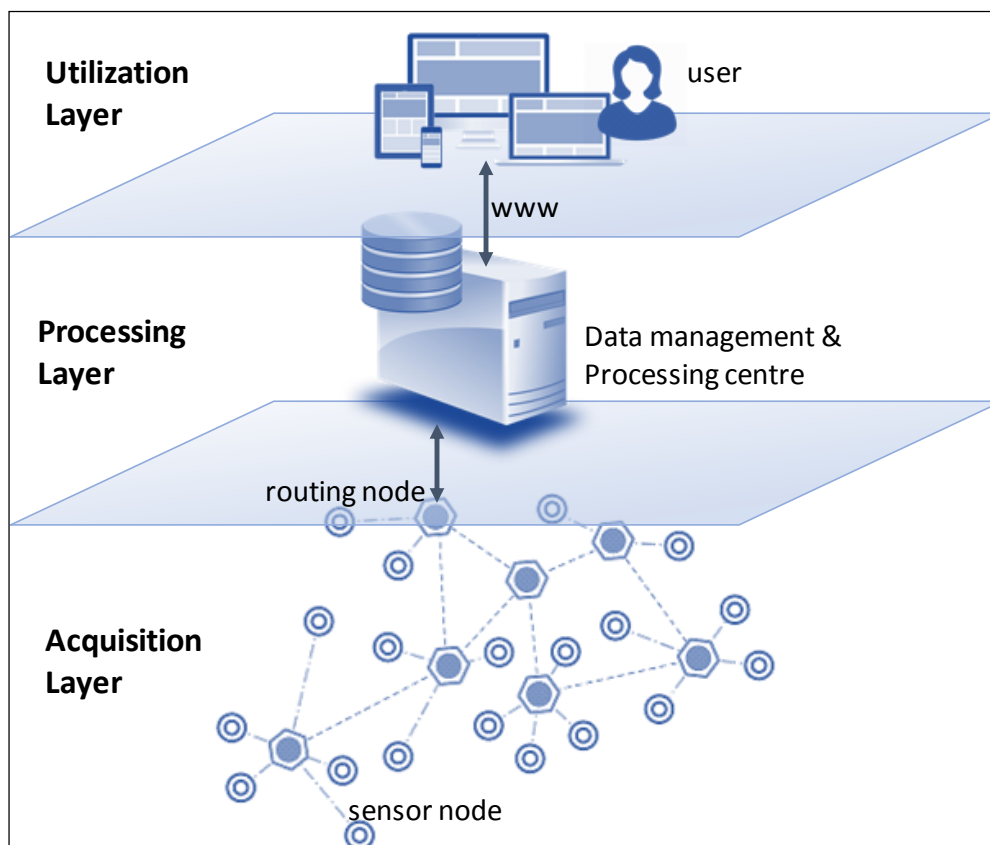 Utilization
Layer
user
www
Processing
Layer
Data management &
Processing centre
routing node
Acquisition
Layer
sensor node